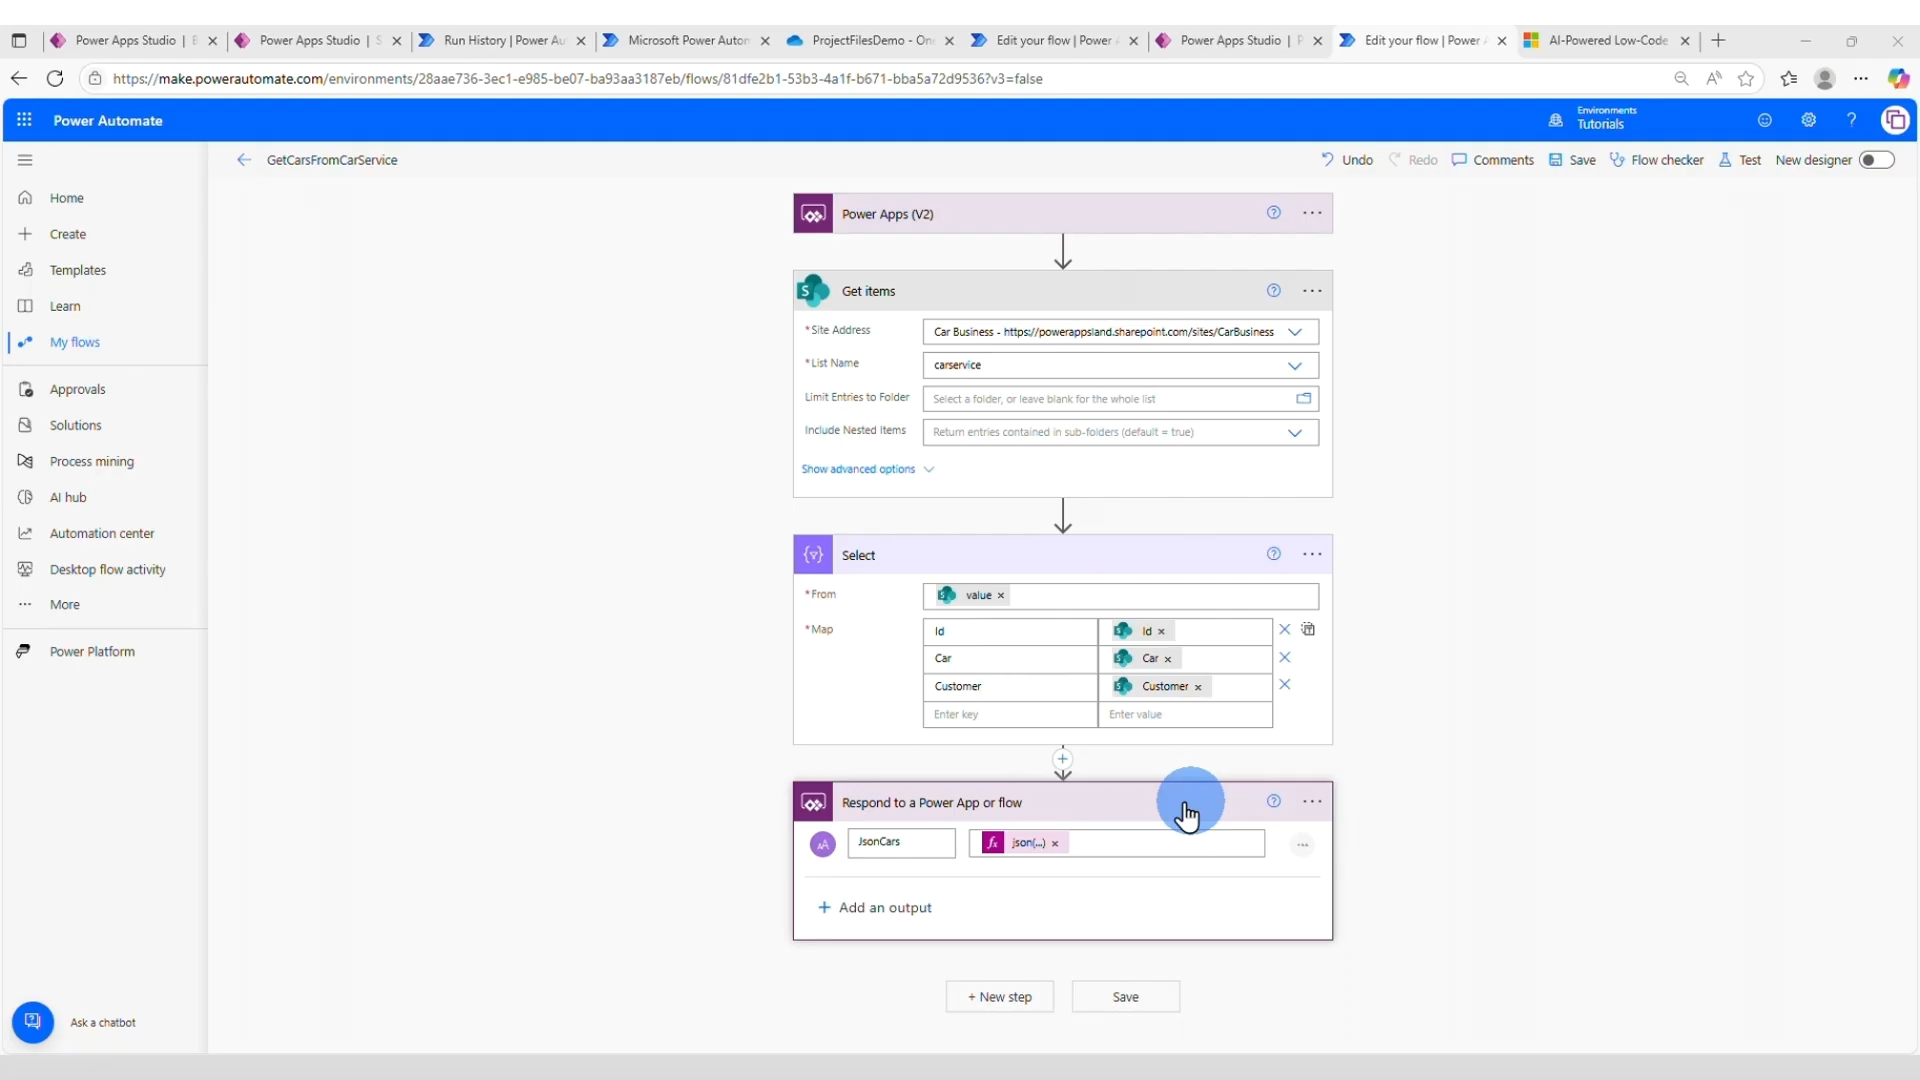 Power Apps Studio | B
Power Apps Studio | S
Run History | Power Au
Microsoft Power Autom
ProjectFilesDemo - One
Edit your flow | Power A
Power Apps Studio | P
Edit your flow | Power A
AI-Powered Low-Code
https://make.powerautomate.com/environments/28aae736-3ec1-e985-be07-ba93aa3187eb/flows/81dfe2b1-53b3-4a1f-b671-bba5a72d9536?v3=false
Power Automate
Environments
Tutorials
GetCarsFromCarService
Undo
Redo
Comments
Save
Flow checker
Test
New designer
Home
Create
Templates
Learn
My flows
Approvals
Solutions
Process mining
AI hub
Automation center
Desktop flow activity
More
Power Platform
Ask a chatbot
Power Apps (V2)
Get items
* Site Address
Car Business - https://powerappsland.sharepoint.com/sites/CarBusiness
* List Name
carservice
Limit Entries to Folder
Select a folder, or leave blank for the whole list
Include Nested Items
Return entries contained in sub-folders (default = true)
Show advanced options
Select
* From
value
* Map
Id
Id
Car
Car
Customer
Customer
Enter key
Enter value
Respond to a Power App or flow
JsonCars
json(...)
+ Add an output
+ New step
Save